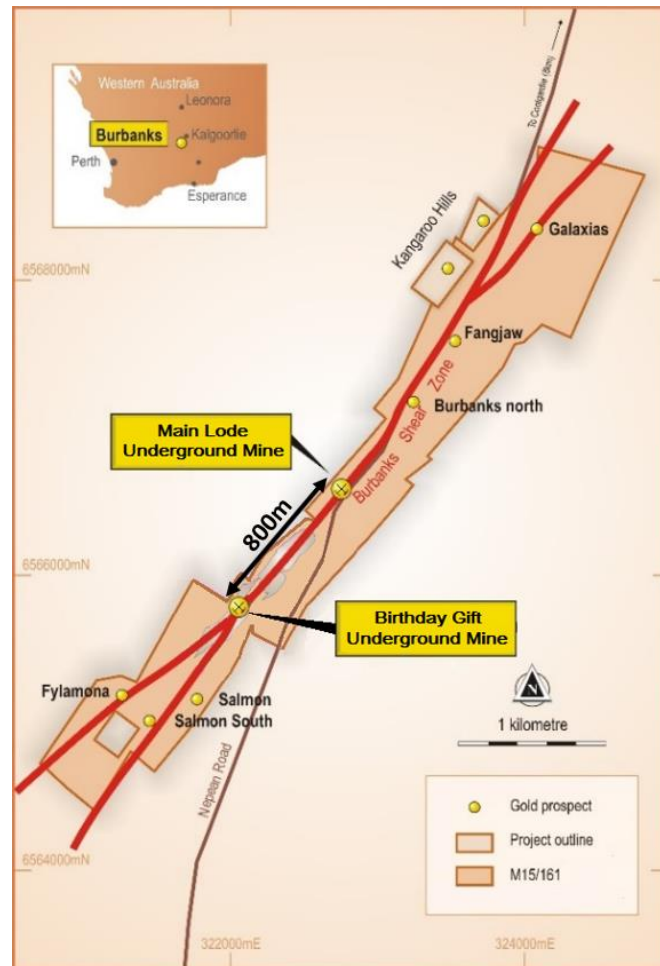 Western Australia
Leonora
Burbanks
Kalgoorlie
Perth
Esperance
To Coolgardie (8km)
Kangaroo Hills
Galaxias
6568000mN
Fangjaw
Burbanks north
Burbanks Shear Zone
Main Lode
Underground Mine
800m
6566000mN
Birthday Gift
Underground Mine
Fylamona
Salmon
Salmon South
N
1 kilometre
Nepean Road
Gold prospect
Project outline
M15/161
6564000mN
322000mE
324000mE